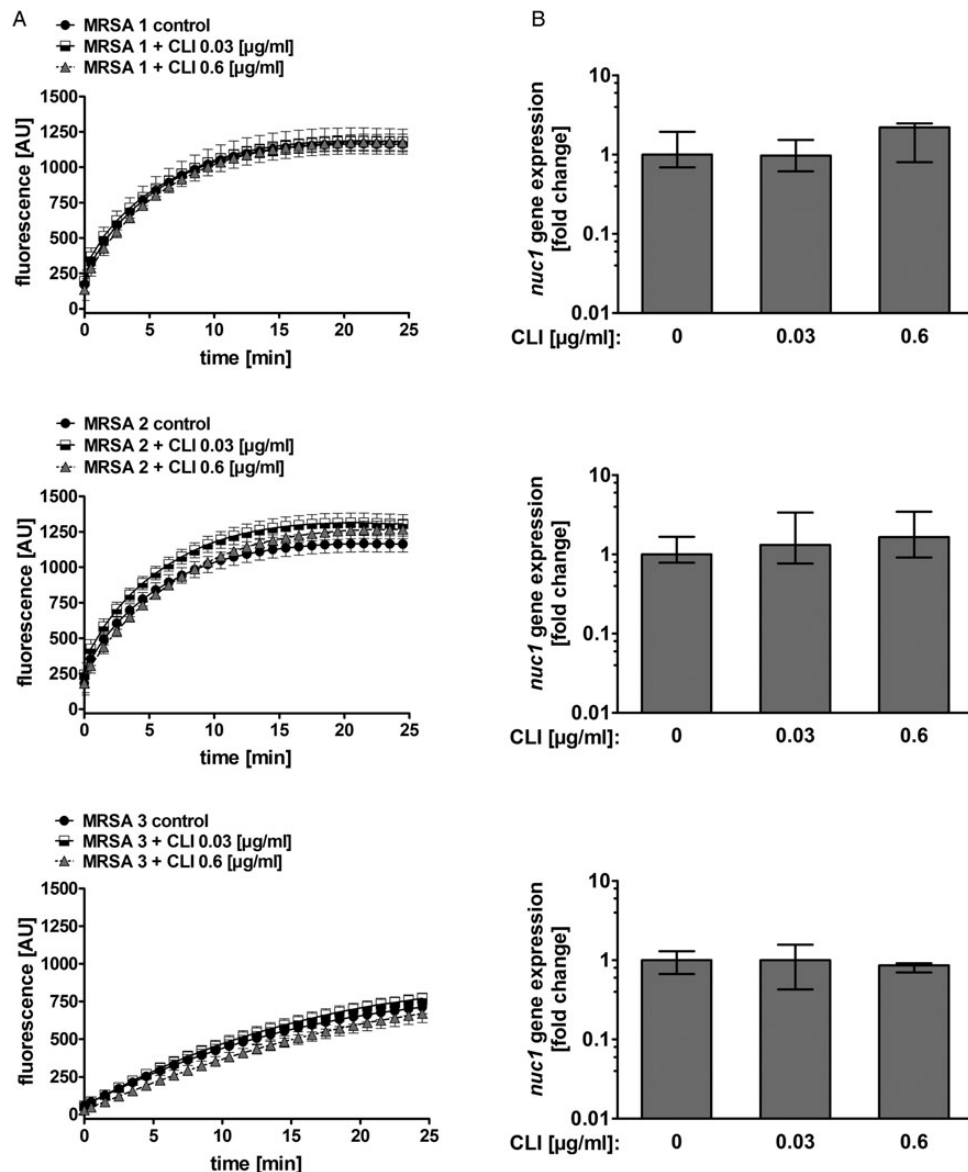 A
MRSA 1 control
MRSA 1 + CLI 0.03 [µg/ml]
MRSA 1 + CLI 0.6 [µg/ml]
fluorescence [AU]
1500
1250
1000
750
500
250
0
0 5 10 15 20 25
time [min]
B
nuc1 gene expression
[fold change]
10
1
0.1
0.01
CLI [µg/ml]: 0 0.03 0.6
MRSA 2 control
MRSA 2 + CLI 0.03 [µg/ml]
MRSA 2 + CLI 0.6 [µg/ml]
fluorescence [AU]
1500
1250
1000
750
500
250
0
0 5 10 15 20 25
time [min]
nuc1 gene expression
[fold change]
10
1
0.1
0.01
CLI [µg/ml]: 0 0.03 0.6
MRSA 3 control
MRSA 3 + CLI 0.03 [µg/ml]
MRSA 3 + CLI 0.6 [µg/ml]
fluorescence [AU]
1500
1250
1000
750
500
250
0
0 5 10 15 20 25
time [min]
nuc1 gene expression
[fold change]
10
1
0.1
0.01
CLI [µg/ml]: 0 0.03 0.6